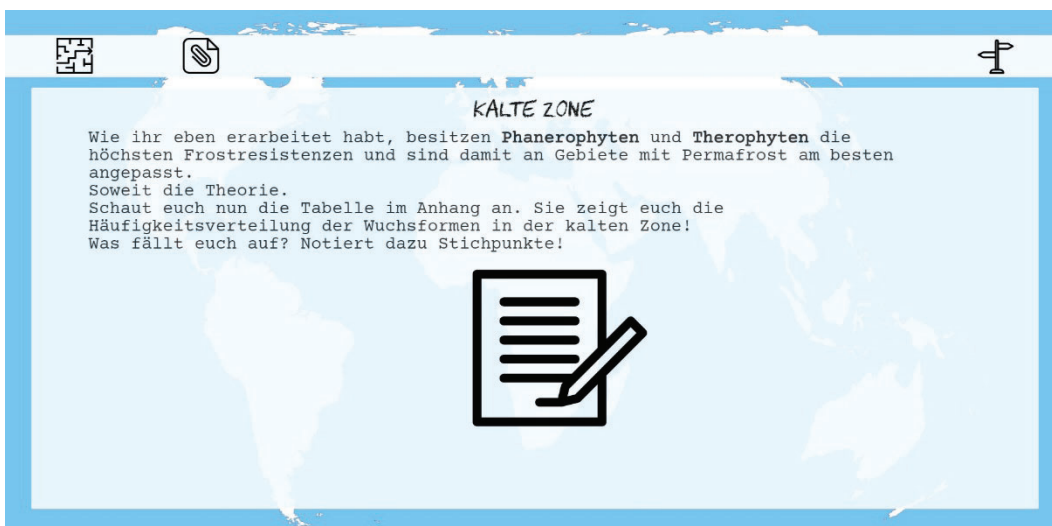 KALTE ZONE
Wie ihr eben erarbeitet habt, besitzen Phanerophyten und Therophyten die
höchsten Frostresistenzen und sind damit an Gebiete mit Permafrost am besten
angepasst.
Soweit die Theorie.
Schaut euch nun die Tabelle im Anhang an. Sie zeigt euch die
Häufigkeitsverteilung der Wuchsformen in der kalten Zone!
Was fällt euch auf? Notiert dazu Stichpunkte!